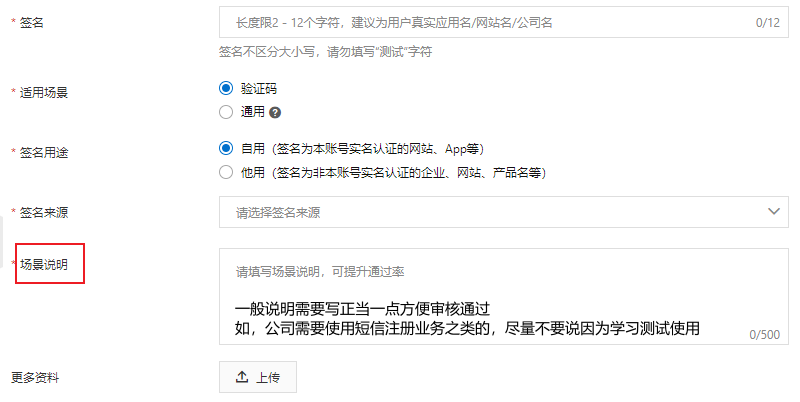 * 签名
长度限2 - 12个字符，建议为用户真实应用名/网站名/公司名
0/12
签名不区分大小写，请勿填写"测试"字符
* 适用场景
验证码
通用 ?
* 签名用途
自用（签名为本账号实名认证的网站、App等）
他用（签名为非本账号实名认证的企业、网站、产品名等）
* 签名来源
请选择签名来源
* 场景说明
请填写场景说明，可提升通过率
一般说明需要写正当一点方便审核通过
如，公司需要使用短信注册业务之类的，尽量不要说因为学习测试使用
0/500
更多资料
上传